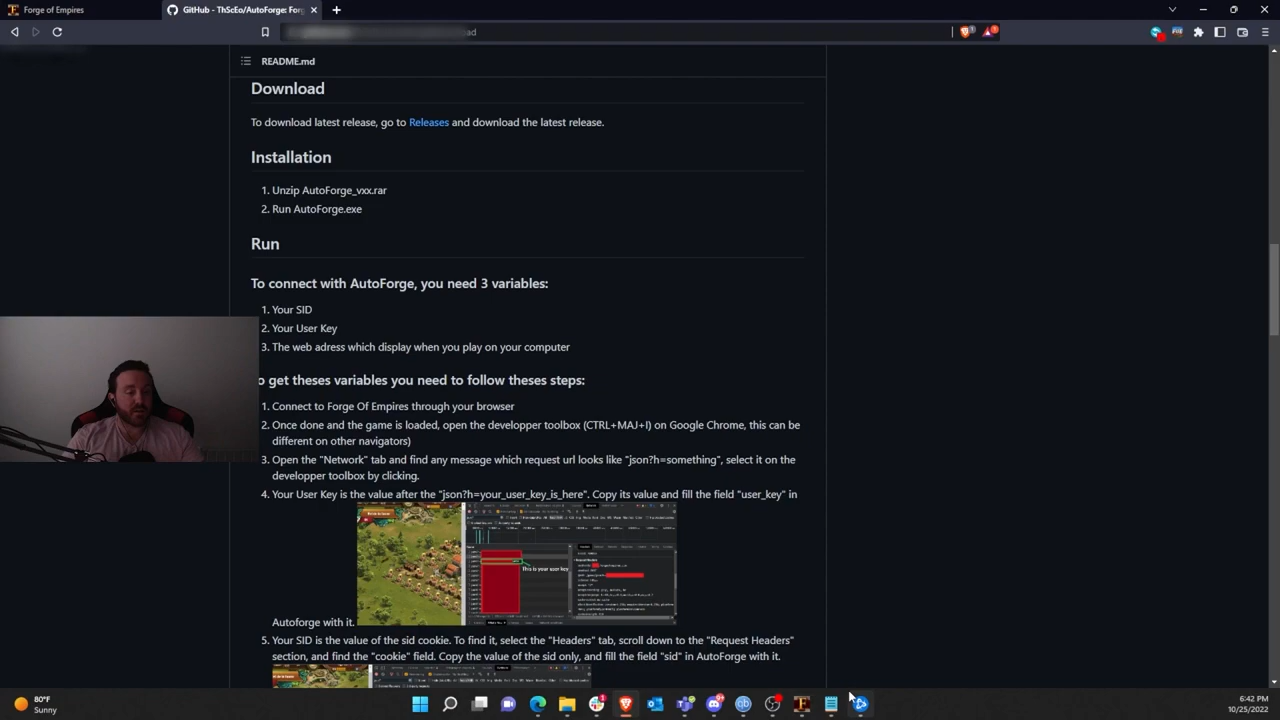 Forge of Empires
GitHub - ThScEo/AutoForge: For
README.md
Download
To download latest release, go to Releases and download the latest release.
Installation
1. Unzip AutoForge_vxx.rar
2. Run AutoForge.exe
Run
To connect with AutoForge, you need 3 variables:
1. Your SID
2. Your User Key
3. The web adress which display when you play on your computer
o get theses variables you need to follow theses steps:
1. Connect to Forge Of Empires through your browser
2. Once done and the game is loaded, open the developper toolbox (CTRL+MAJ+I) on Google Chrome, this can be
different on other navigators)
3. Open the "Network" tab and find any message which request url looks like "json?h=something", select it on the
developper toolbox by clicking.
4. Your User Key is the value after the "json?h=your_user_key_is_here". Copy its value and fill the field "user_key" in
This is your user key
Autoforge with it.
5. Your SID is the value of the sid cookie. To find it, select the "Headers" tab, scroll down to the "Request Headers"
section, and find the "cookie" field. Copy the value of the sid only, and fill the field "sid" in AutoForge with it.
80°F
Sunny
6:42 PM
10/25/2022